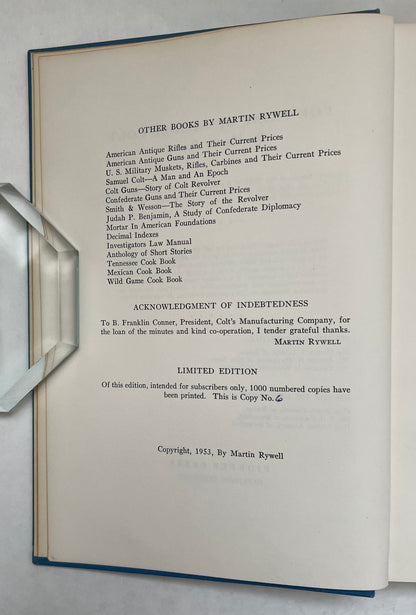 OTHER BOOKS BY MARTIN RYWELL
American Antique Rifles and Their Current Prices
American Antique Guns and Their Current Prices
U. S. Military Muskets, Rifles, Carbines and Their Current Prices
Samuel Colt—A Man and An Epoch
Colt Guns—Story of Colt Revolver
Confederate Guns and Their Current Prices
Smith & Wesson—The Story of the Revolver
Judah P. Benjamin, A Study of Confederate Diplomacy
Mortar In American Foundations
Decimal Indexes
Investigators Law Manual
Anthology of Short Stories
Tennessee Cook Book
Mexican Cook Book
Wild Game Cook Book
ACKNOWLEDGMENT OF INDEBTEDNESS
To B. Franklin Conner, President, Colt's Manufacturing Company, for
the loan of the minutes and kind co-operation, I tender grateful thanks.
MARTIN RYWELL
LIMITED EDITION
Of this edition, intended for subscribers only, 1000 numbered copies have
been printed. This is Copy No. 6
Copyright, 1953, By Martin Rywell